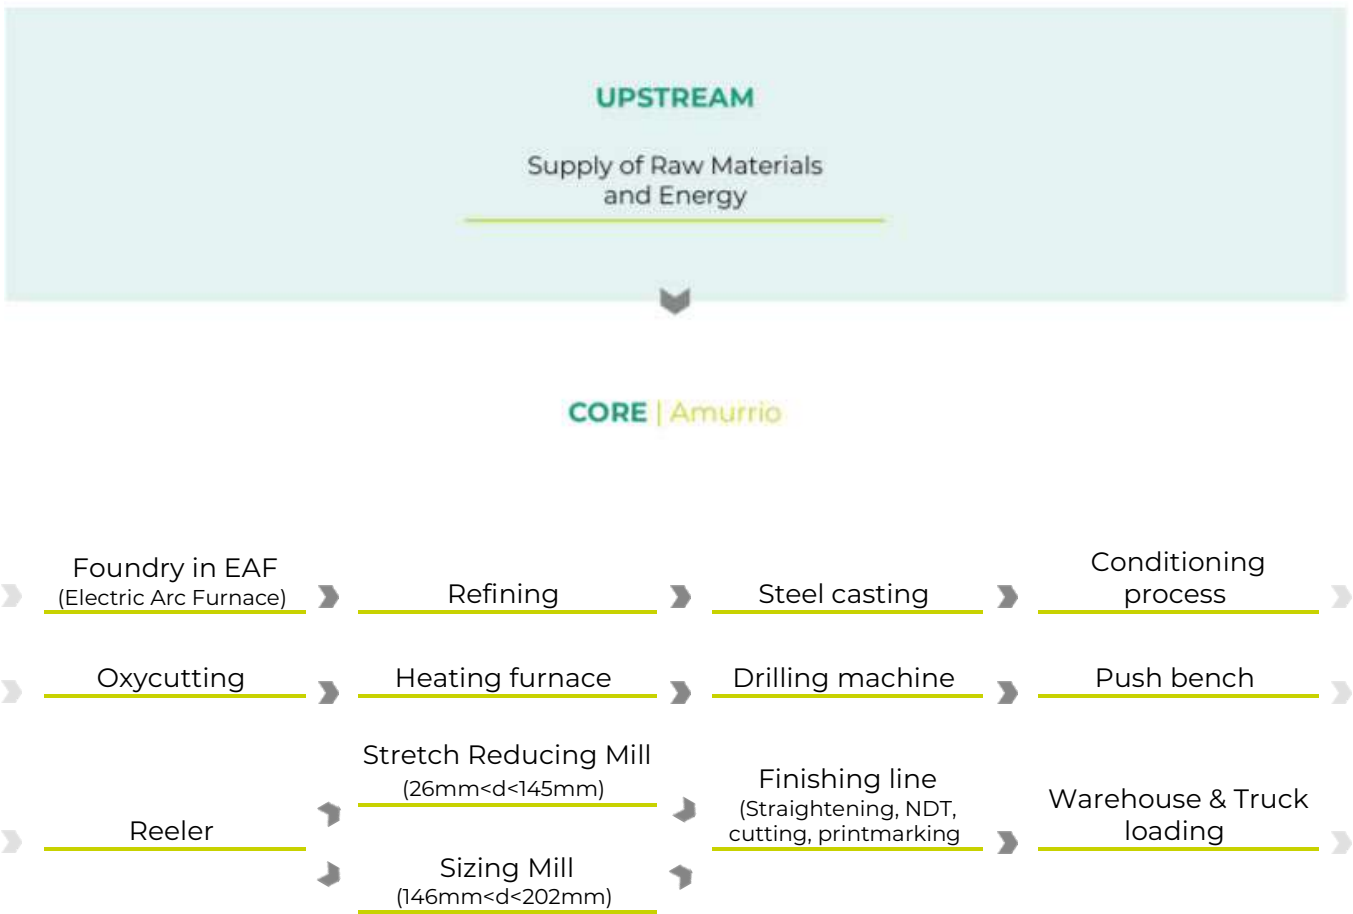 UPSTREAM
Supply of Raw Materials
and Energy
CORE | Amurrio
Foundry in EAF
(Electric Arc Furnace)
Refining
Steel casting
Conditioning
process
Oxycutting
Heating furnace
Drilling machine
Push bench
Reeler
Stretch Reducing Mill
(26mm<d<145mm)
Sizing Mill
(146mm<d<202mm)
Finishing line
(Straightening, NDT,
cutting, printmarking
Warehouse & Truck
loading